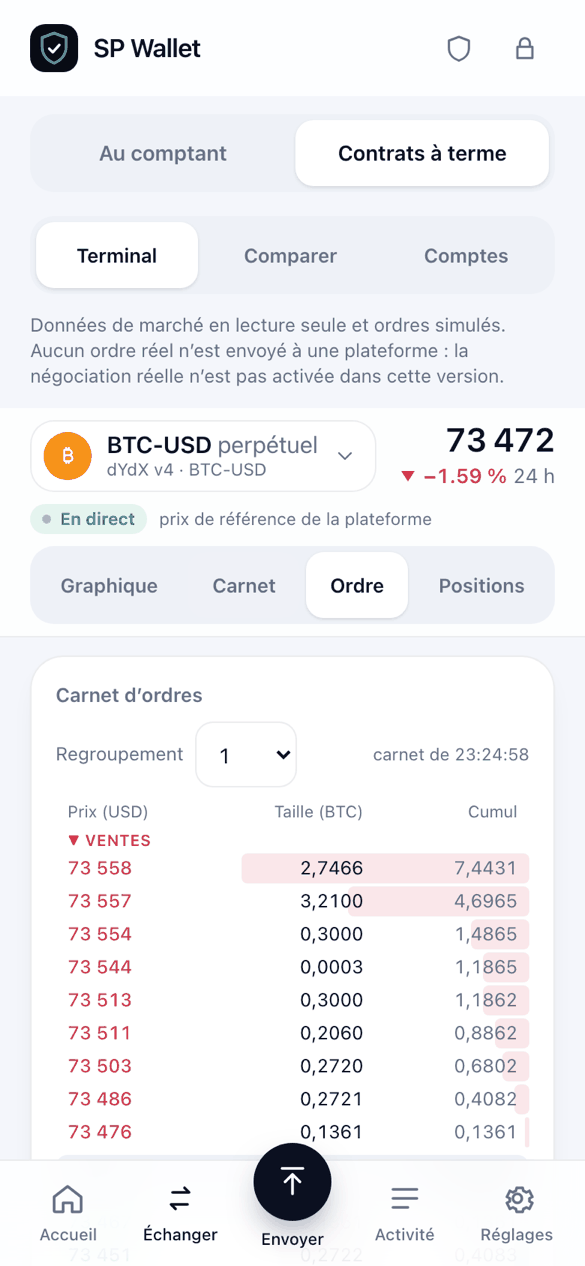 SP Wallet
Au comptant
Contrats à terme
Terminal
Comparer
Comptes
Données de marché en lecture seule et ordres simulés.
Aucun ordre réel n’est envoyé à une plateforme : la
négociation réelle n’est pas activée dans cette version.
BTC-USD perpétuel
dYdX v4 · BTC-USD
73 472
▼ −1.59 % 24 h
En direct
prix de référence de la plateforme
Graphique
Carnet
Ordre
Positions
Carnet d’ordres
Regroupement
1
carnet de 23:24:58
Prix (USD) Taille (BTC) Cumul
▼ VENTES
73 558 2,7466 7,4431
73 557 3,2100 4,6965
73 554 0,3000 1,4865
73 544 0,0003 1,1865
73 513 0,3000 1,1862
73 511 0,2060 0,8862
73 503 0,2720 0,6802
73 486 0,2721 0,4082
73 476 0,1361 0,1361
Accueil
Échanger
Envoyer
Activité
Réglages
73 451 0,2722 0,4083